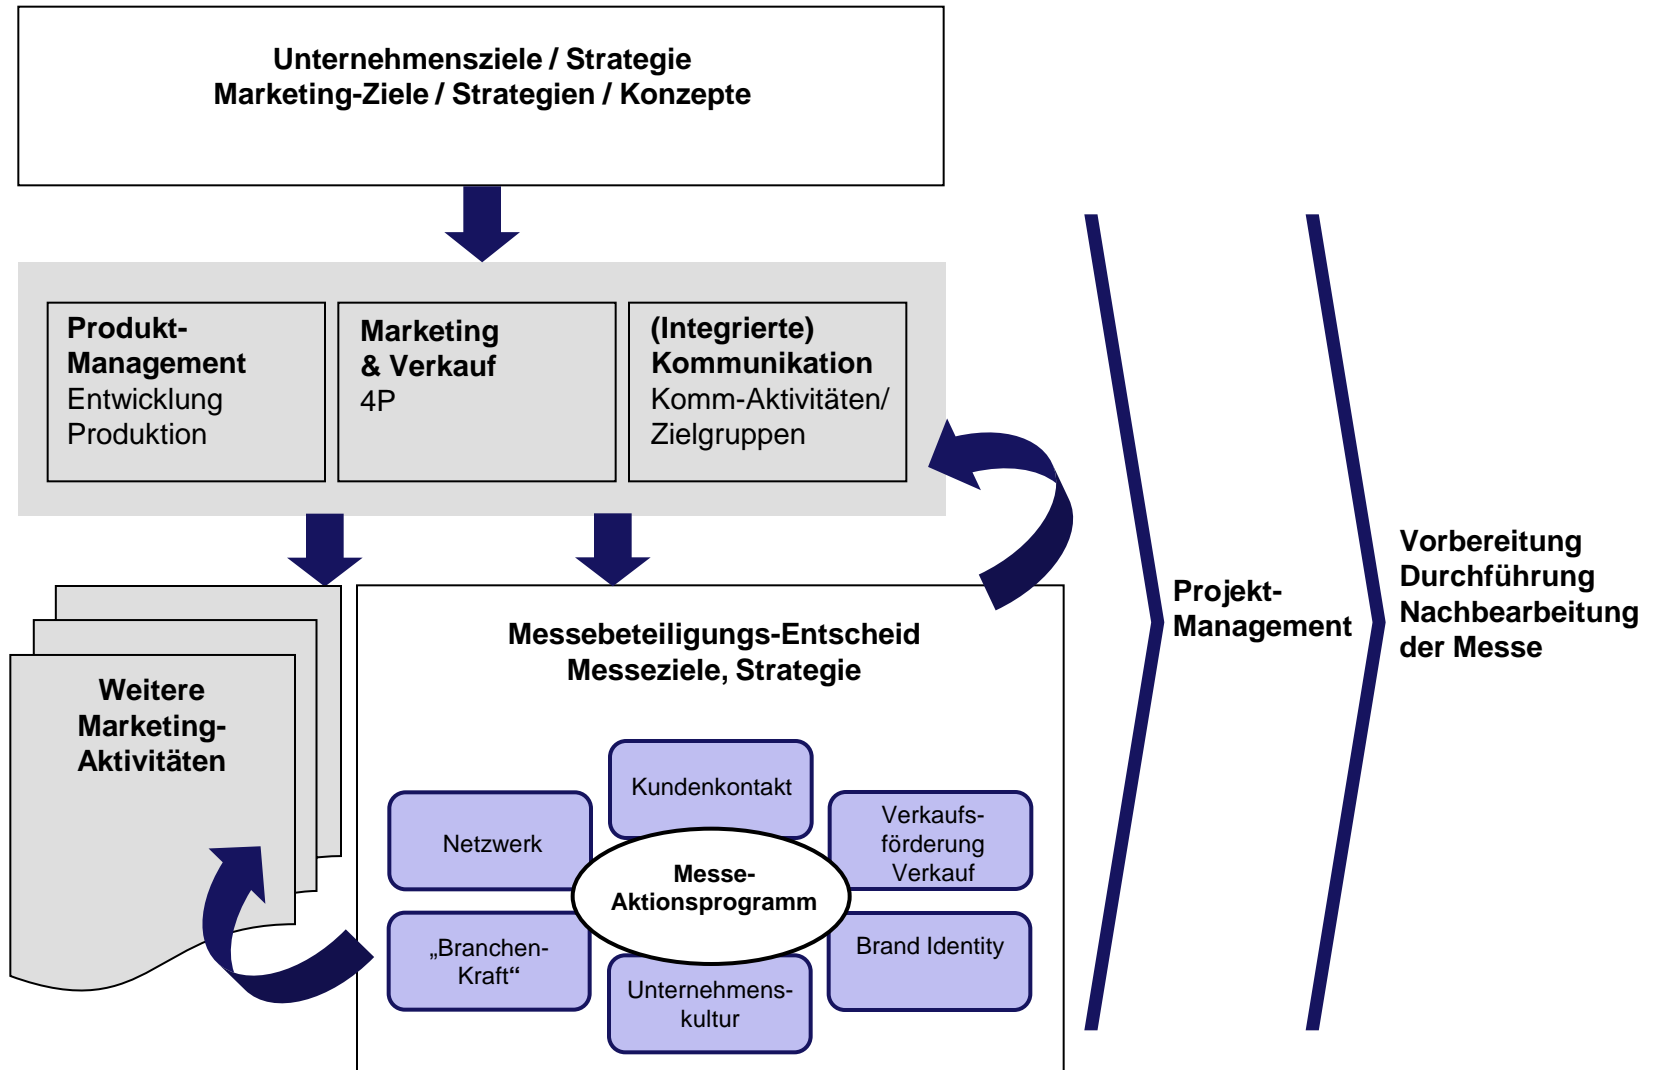 Unternehmensziele / Strategie
Marketing-Ziele / Strategien / Konzepte
Produkt-
Management
Entwicklung
Produktion
Marketing
& Verkauf
4P
(Integrierte)
Kommunikation
Komm-Aktivitäten/
Zielgruppen
Weitere
Marketing-
Aktivitäten
Messebeteiligungs-Entscheid
Messeziele, Strategie
Kundenkontakt
Netzwerk
Verkaufs-
förderung
Verkauf
Messe-
Aktionsprogramm
„Branchen-
Kraft“
Brand Identity
Unternehmens-
kultur
Projekt-
Management
Vorbereitung
Durchführung
Nachbearbeitung
der Messe